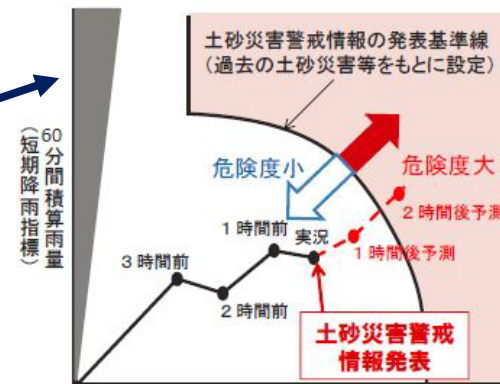 土砂災害警戒情報の発表基準線
（過去の土砂災害等をもとに設定）
60分間積算雨量
（短期降雨指標）
危険度小
危険度大
2時間後予測
1時間前
実況
1時間後予測
3時間前
2時間前
土砂災害警戒
情報発表